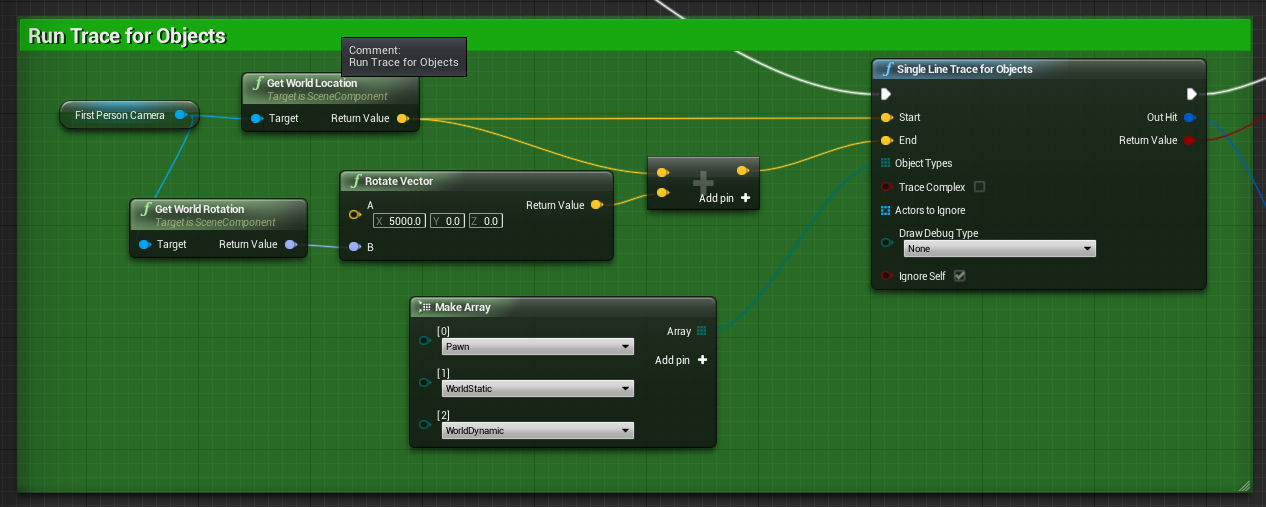 Run Trace for Objects
Comment:
Run Trace for Objects
First Person Camera
Get World Location
Target is SceneComponent
Target
Return Value
Get World Rotation
Target is SceneComponent
Target
Return Value
Rotate Vector
A
X 5000.0 Y 0.0 Z 0.0
B
Return Value
Add pin
Make Array
[0]
Pawn
[1]
WorldStatic
[2]
WorldDynamic
Array
Add pin
Single Line Trace for Objects
Start
End
Object Types
Trace Complex
Actors to Ignore
Draw Debug Type
None
Ignore Self
Out Hit
Return Value